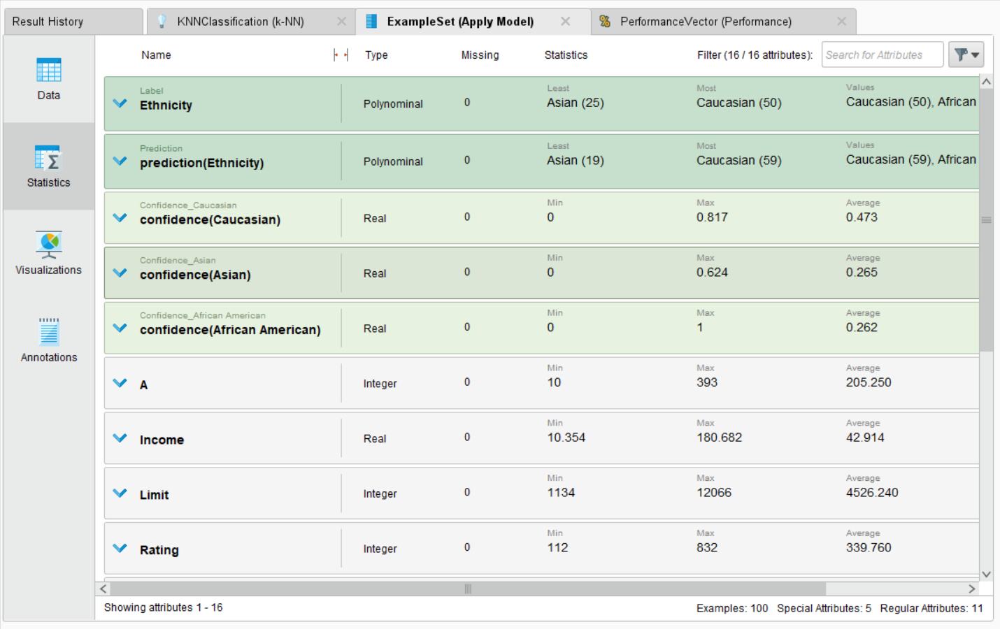 Result History
KNNClassification (k-NN)
ExampleSet (Apply Model)
PerformanceVector (Performance)
Name Type Missing Statistics Filter (16 / 16 attributes): Search for Attributes
Data
Statistics
Visualizations
Annotations
Label Least Most Values
Ethnicity Polynominal 0 Asian (25) Caucasian (50) Caucasian (50), African
Prediction Least Most Values
prediction(Ethnicity) Polynominal 0 Asian (19) Caucasian (59) Caucasian (59), African
Confidence_Caucasian Min Max Average
confidence(Caucasian) Real 0 0 0.817 0.473
Confidence_Asian Min Max Average
confidence(Asian) Real 0 0 0.624 0.265
Confidence_African American Min Max Average
confidence(African American) Real 0 0 1 0.262
Min Max Average
A Integer 0 10 393 205.250
Min Max Average
Income Real 0 10.354 180.682 42.914
Min Max Average
Limit Integer 0 1134 12066 4526.240
Min Max Average
Rating Integer 0 112 832 339.760
Showing attributes 1 - 16
Examples: 100 Special Attributes: 5 Regular Attributes: 11